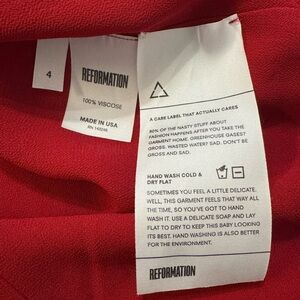 4
REFORMATION
100% VISCOSE
MADE IN USA
A CARE LABEL THAT ACTUALLY CARES
80% OF THE NASTY STUFF ABOUT
FASHION HAPPENS AFTER YOU TAKE THE
GARMENT HOME. GREENHOUSE GASES?
GROSS. WASTED WATER? SAD. DON'T BE
GROSS AND SAD.
HAND WASH COLD &
DRY FLAT
SOMETIMES YOU FEEL A LITTLE DELICATE.
WELL, THIS GARMENT FEELS THAT WAY ALL
THE TIME, SO YOU'VE GOT TO HAND
WASH IT. USE A DELICATE SOAP AND LAY
FLAT TO DRY TO KEEP THIS BABY LOOKING
ITS BEST. HAND WASHING IS ALSO BETTER
FOR THE ENVIRONMENT.
REFORMATION